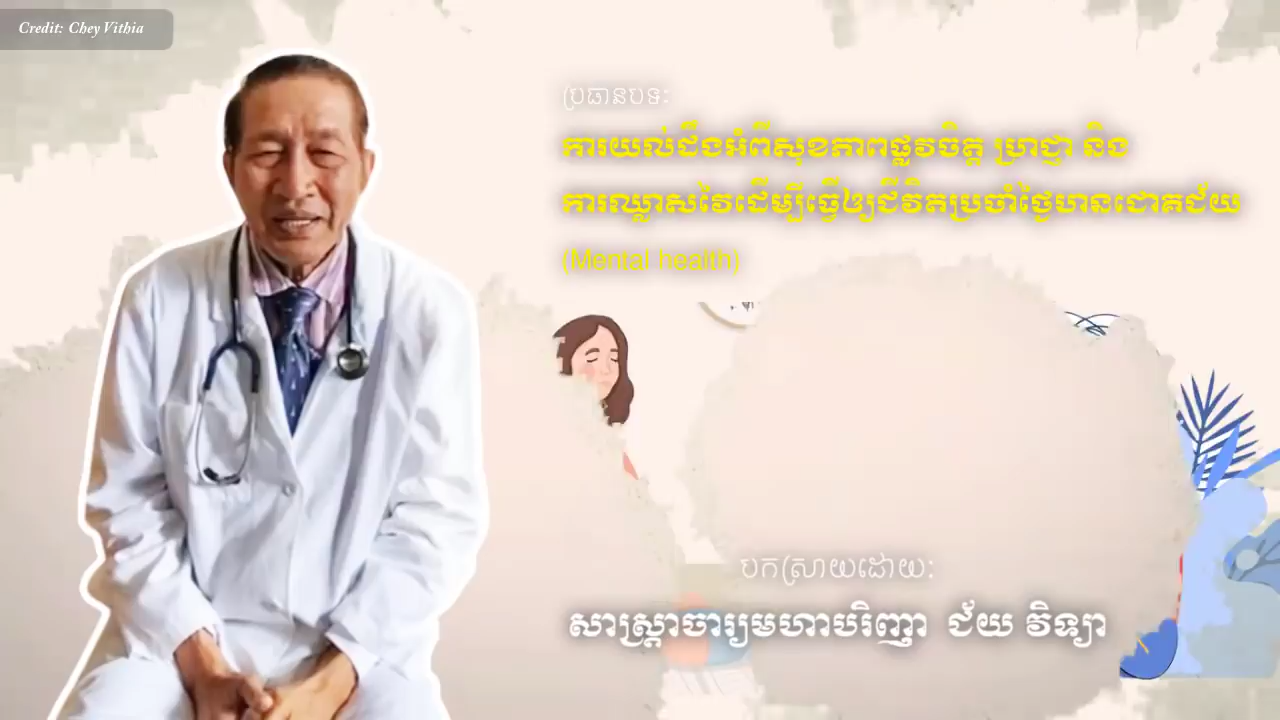 Credit: Chey Vithia
ប្រធានបទ:
ការយល់ដឹងអំពីសុខភាពផ្លូវចិត្ត ប្រាជ្ញា និង
ការឈ្លាសវៃដើម្បីធ្វើឲ្យជីវិតប្រចាំថ្ងៃមានជោគជ័យ
(Mental health)
បកស្រាយដោយ:
សាស្ត្រាចារ្យមហាបរិញ្ញា ជ័យ វិទ្យា